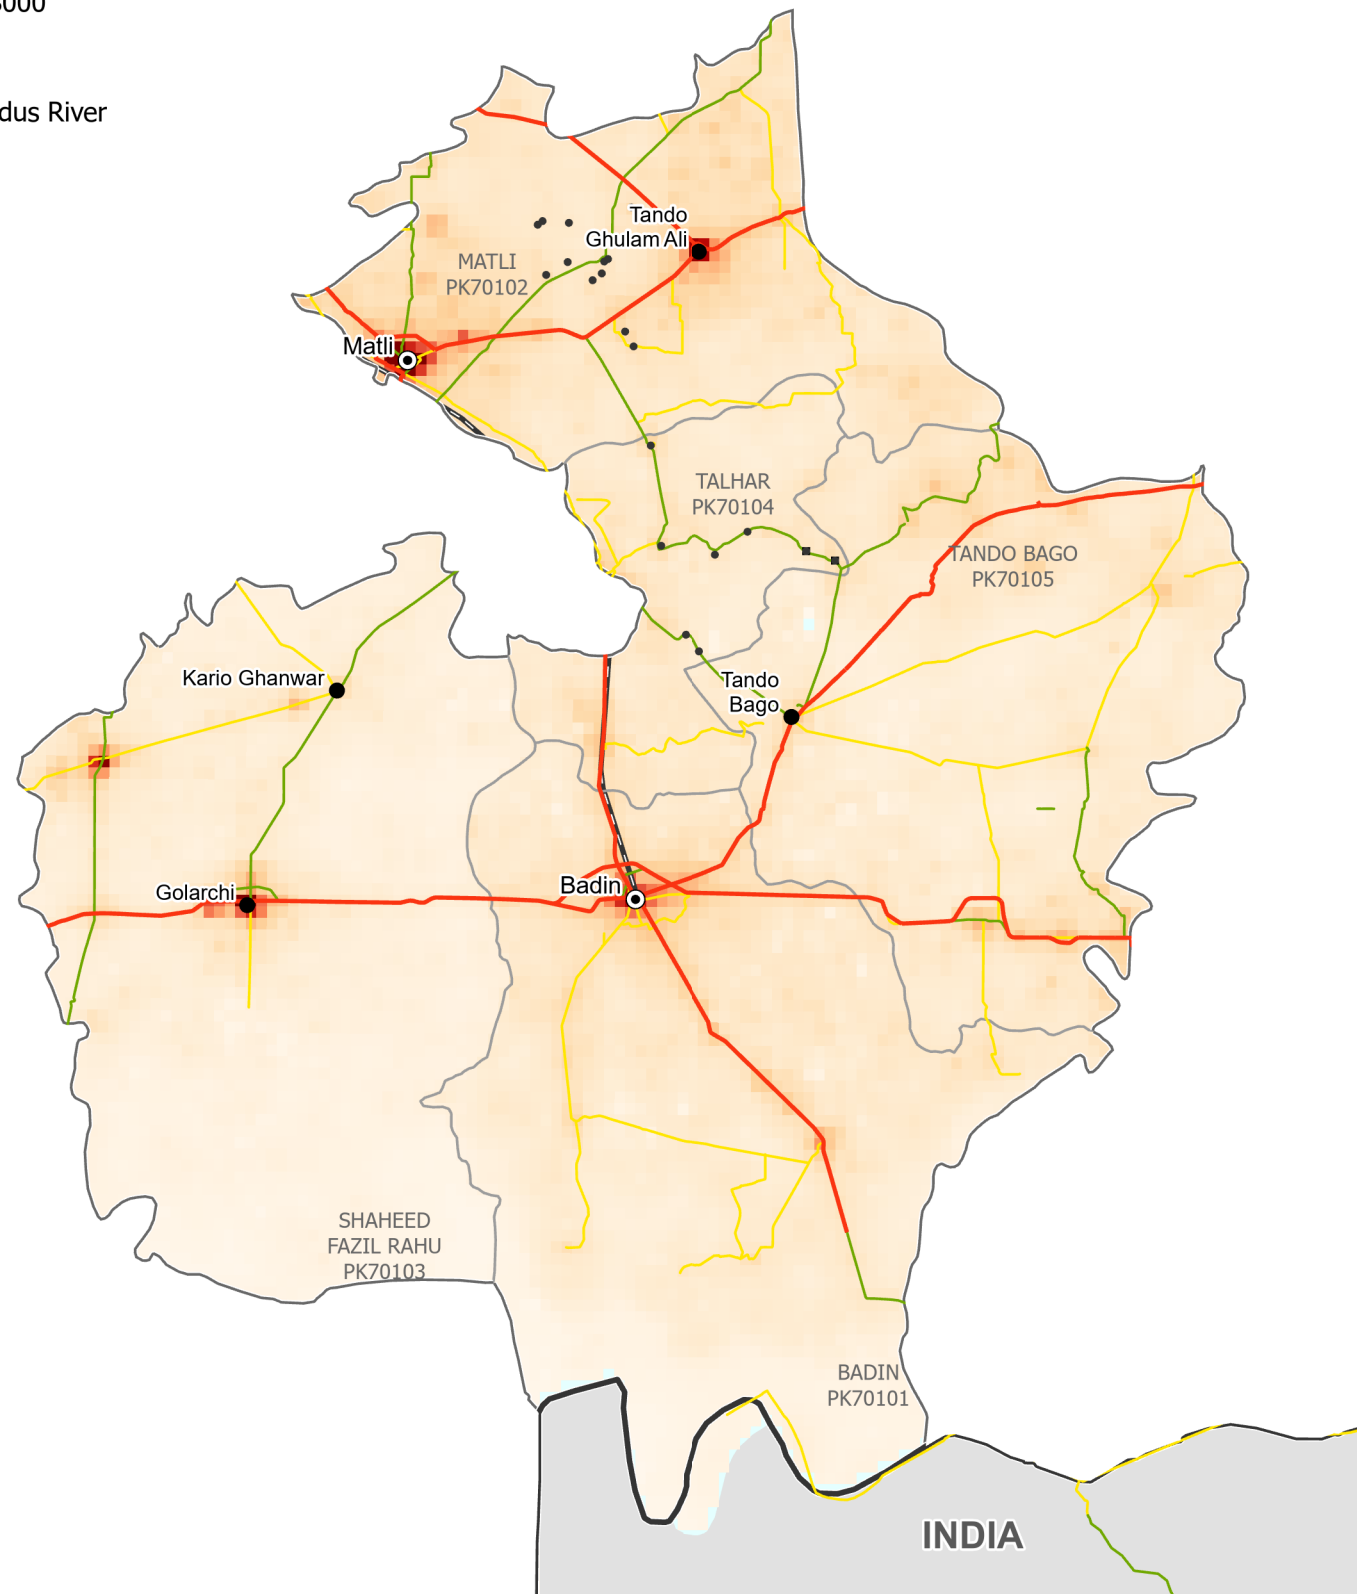 dus River
Tando
Ghulam Ali
MATLI
PK70102
Matli
TALHAR
PK70104
TANDO BAGO
PK70105
Kario Ghanwar
Tando
Bago
Golarchi
Badin
SHAHEED
FAZIL RAHU
PK70103
BADIN
PK70101
INDIA